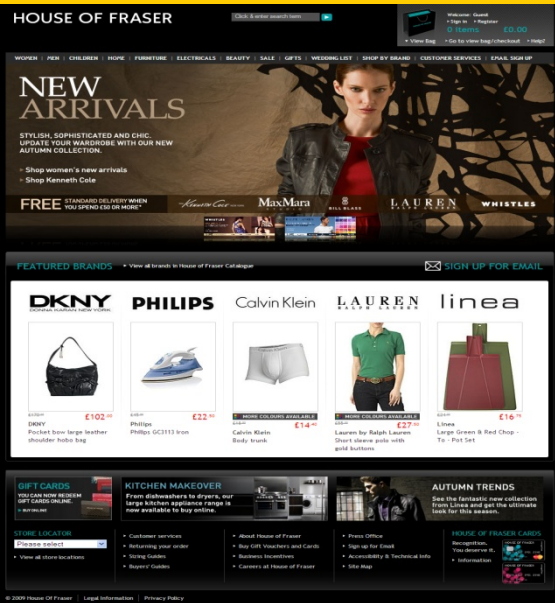 HOUSE OF FRASER
Click & enter search term
Welcome: Guest
Sign in Register
0 items £0.00
View Bag Go to view bag/checkout Help?
WOMEN | MEN | CHILDREN | HOME | FURNITURE | ELECTRICALS | BEAUTY | SALE | GIFTS | WEDDING LIST | SHOP BY BRAND | CUSTOMER SERVICES | EMAIL SIGN UP
NEW
ARRIVALS
STYLISH, SOPHISTICATED AND CHIC.
UPDATE YOUR WARDROBE WITH OUR NEW
AUTUMN COLLECTION.
Shop women's new arrivals
Shop Kenneth Cole
FREE STANDARD DELIVERY WHEN
YOU SPEND £50 OR MORE*
Kenneth Cole
MaxMara
BILL BLASS
LAUREN
RALPH LAUREN
WHISTLES
FEATURED BRANDS
View all brands in House of Fraser Catalogue
SIGN UP FOR EMAIL
DKNY
DONNA KARAN NEW YORK
PHILIPS
Calvin Klein
LAUREN
RALPH LAUREN
linea
MORE COLOURS AVAILABLE
MORE COLOURS AVAILABLE
£102
DKNY
Pocket bow large leather
shoulder hobo bag
£22
Philips
Philips GC3113 Iron
£14
Calvin Klein
Body trunk
£27
Lauren by Ralph Lauren
Short sleeve polo with
gold buttons
£16
Linea
Large Green & Red Chop -
To - Pot Set
GIFT CARDS
YOU CAN NOW REDEEM
GIFT CARDS ONLINE.
BUY ONLINE
KITCHEN MAKEOVER
From dishwashers to dryers, our
large kitchen appliance range is
now available to buy online.
AUTUMN TRENDS
See the fantastic new collection
from Linea and get the ultimate
look for this season.
STORE LOCATOR
Please select
View all store locations
Customer services
Returning your order
Sizing Guides
Buyers' Guides
About House of Fraser
Buy Gift Vouchers and Cards
Business Incentives
Careers at House of Fraser
Press Office
Sign up for Email
Accessibility & Technical Info
Site Map
HOUSE OF FRASER CARDS
Recognition.
You deserve it.
Information
© 2009 House Of Fraser | Legal Information | Privacy Policy